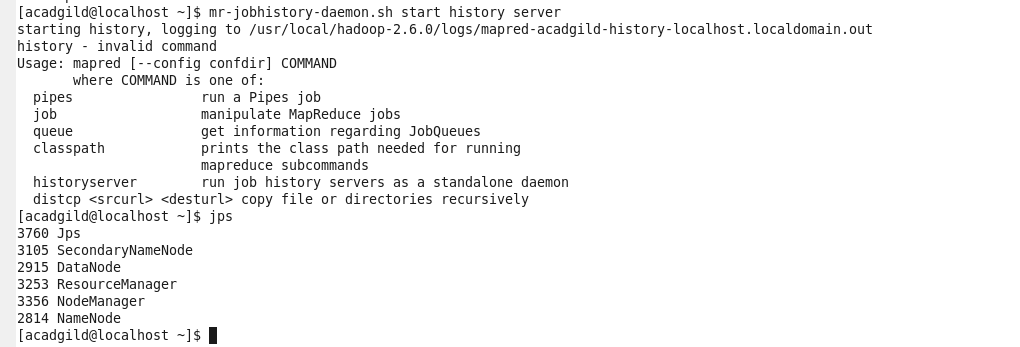 [acadgild@localhost ~]$ mr-jobhistory-daemon.sh start history server
starting history, logging to /usr/local/hadoop-2.6.0/logs/mapred-acadgild-history-localhost.localdomain.out
history - invalid command
Usage: mapred [--config confdir] COMMAND
       where COMMAND is one of:
  pipes                run a Pipes job
  job                  manipulate MapReduce jobs
  queue                get information regarding JobQueues
  classpath            prints the class path needed for running
                       mapreduce subcommands
  historyserver        run job history servers as a standalone daemon
  distcp <srcurl> <desturl> copy file or directories recursively
[acadgild@localhost ~]$ jps
3760 Jps
3105 SecondaryNameNode
2915 DataNode
3253 ResourceManager
3356 NodeManager
2814 NameNode
[acadgild@localhost ~]$